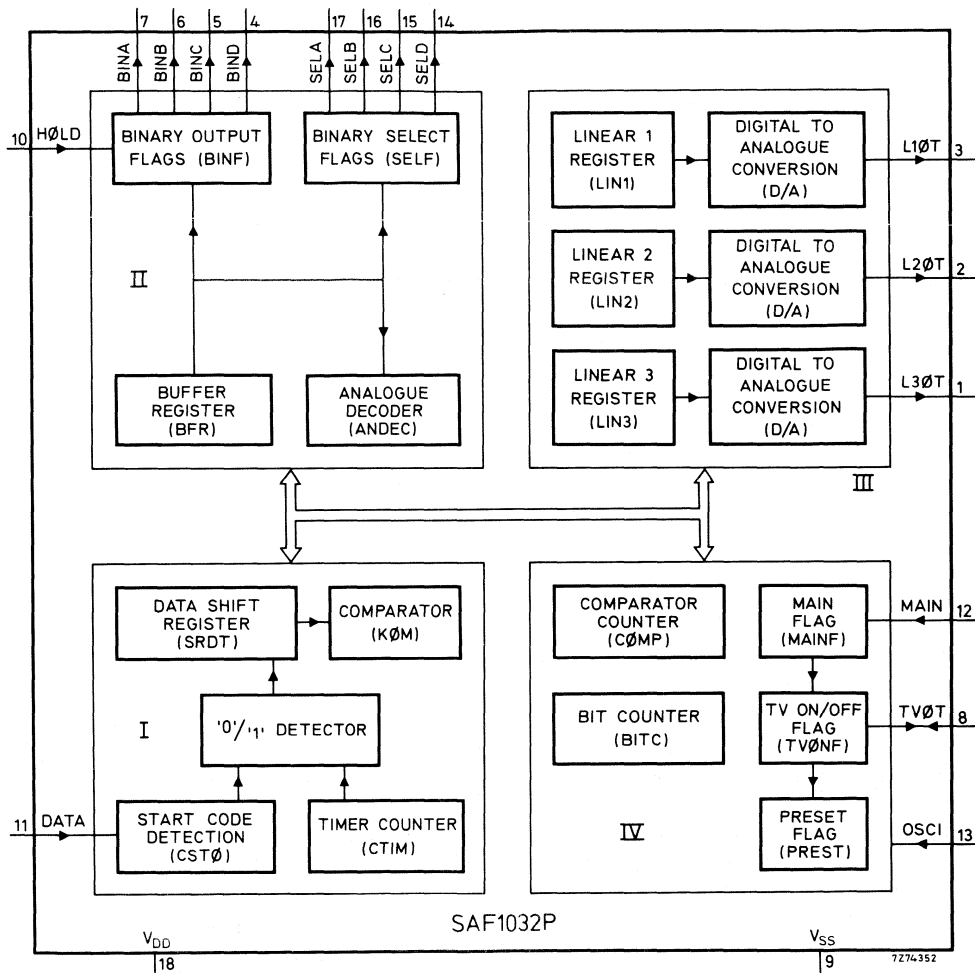 7 6 5 4 17 16 15 14
BINA BINB BINC BIND SELA SELB SELC SELD
10 HØLD
BINARY OUTPUT
FLAGS (BINF)
BINARY SELECT
FLAGS (SELF)
II
BUFFER
REGISTER
(BFR)
ANALOGUE
DECODER
(ANDEC)
LINEAR 1
REGISTER
(LIN1)
DIGITAL TO
ANALOGUE
CONVERSION
(D/A)
L1ØT 3
LINEAR 2
REGISTER
(LIN2)
DIGITAL TO
ANALOGUE
CONVERSION
(D/A)
L2ØT 2
LINEAR 3
REGISTER
(LIN3)
DIGITAL TO
ANALOGUE
CONVERSION
(D/A)
L3ØT 1
III
DATA SHIFT
REGISTER
(SRDT)
COMPARATOR
(KØM)
I
'0'/'1' DETECTOR
11 DATA
START CODE
DETECTION
(CSTØ)
TIMER COUNTER
(CTIM)
COMPARATOR
COUNTER
(CØMP)
MAIN
FLAG
(MAINF)
MAIN 12
BIT COUNTER
(BITC)
TV ON/OFF
FLAG
(TVØNF)
TVØT 8
IV
PRESET
FLAG
(PREST)
OSCI 13
SAF1032P
VDD
18
VSS
9
7Z74352